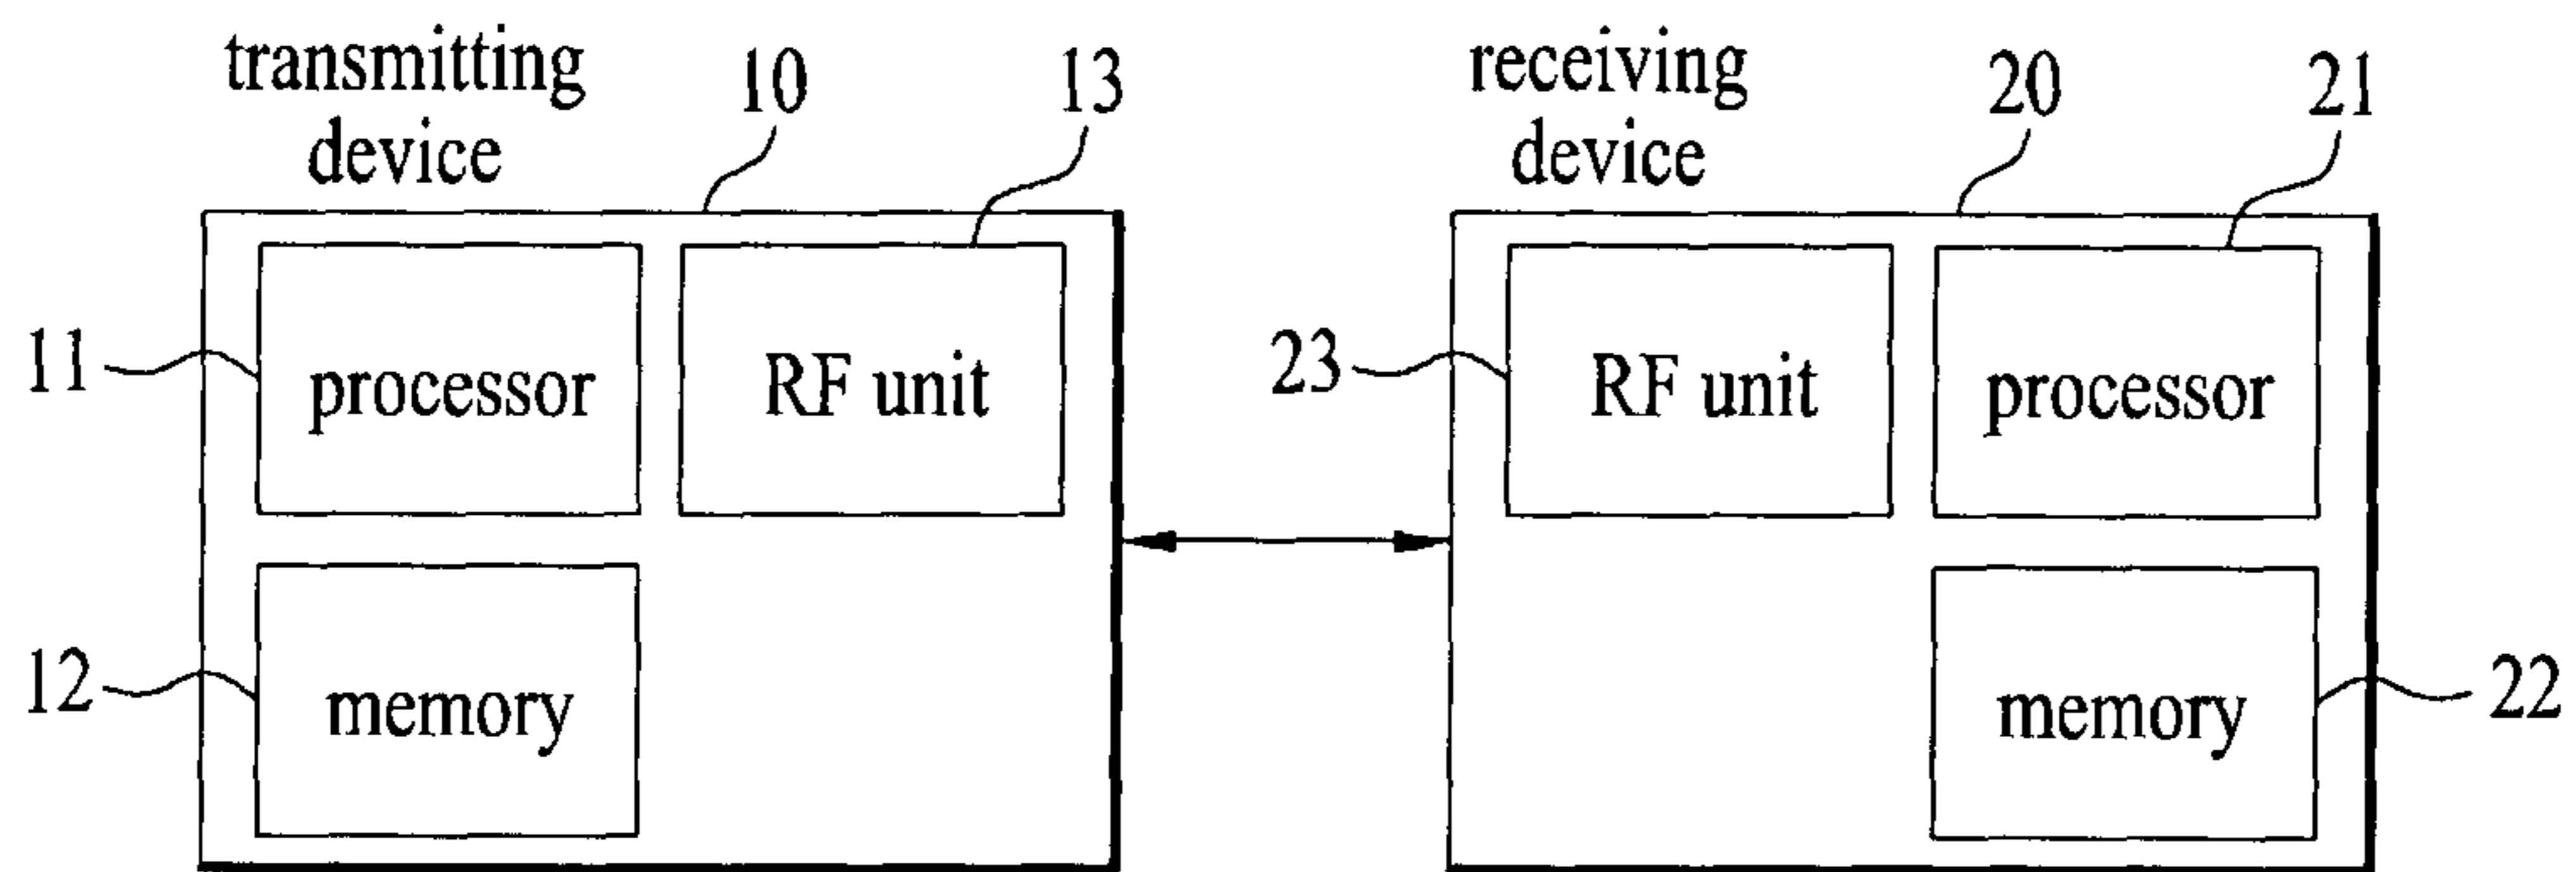 transmitting
device
10
13
receiving
device
20
21
11
processor
RF unit
23
RF unit
processor
12
memory
memory
22